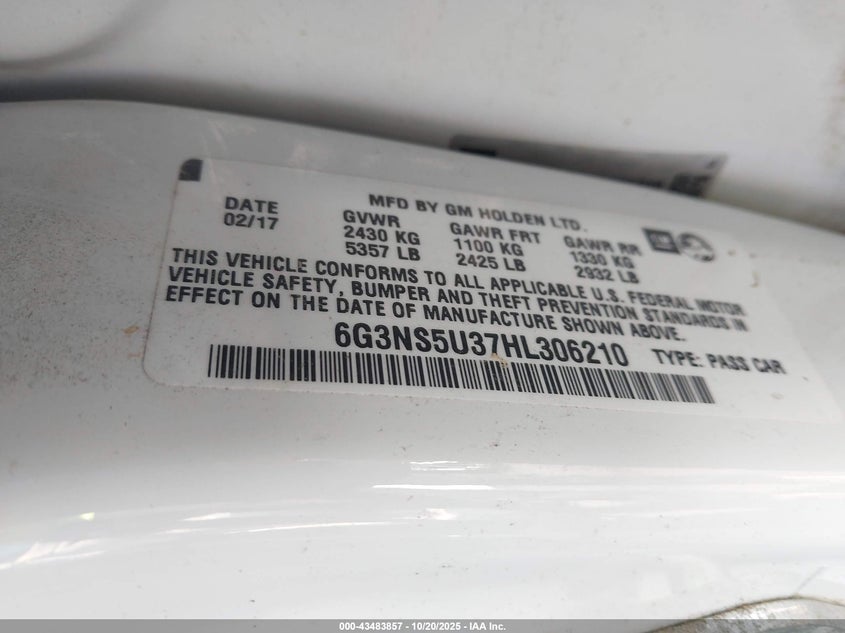 MFD BY GM HOLDEN LTD.
DATE GVWR GAWR FRT GAWR RR
02/17 2430 KG 1100 KG 1330 KG
5357 LB 2425 LB 2932 LB
THIS VEHICLE CONFORMS TO ALL APPLICABLE U.S. FEDERAL MOTOR
VEHICLE SAFETY, BUMPER AND THEFT PREVENTION STANDARDS IN
EFFECT ON THE DATE OF MANUFACTURE SHOWN ABOVE.
6G3NS5U37HL306210 TYPE: PASS CAR
000-43483857 - 10/20/2025 - IAA Inc.